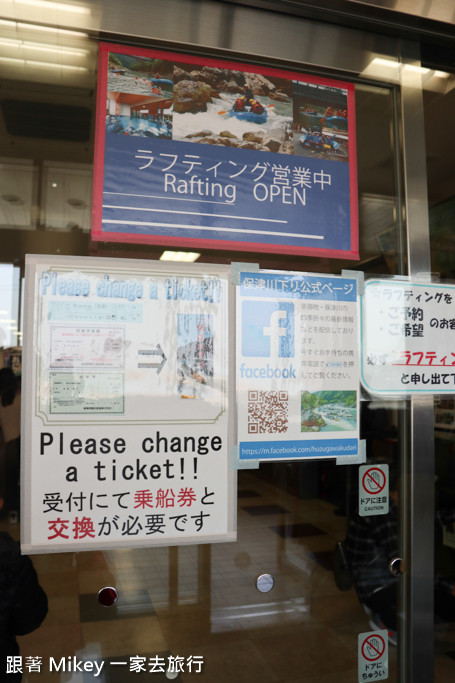 ラフティング営業中
Rafting OPEN
Please change a ticket!!
Please change
a ticket!!
受付にて乗船券と
交換が必要です
保津川下り公式ページ
facebook
https://m.facebook.com/hozugawakudari
ラフティングを
・ご予約
・ご希望
のお客
必ず ラフティン
と申し出て下
ドアに注意
CAUTION
ドアに
ちゅうい
跟著 Mikey 一家去旅行